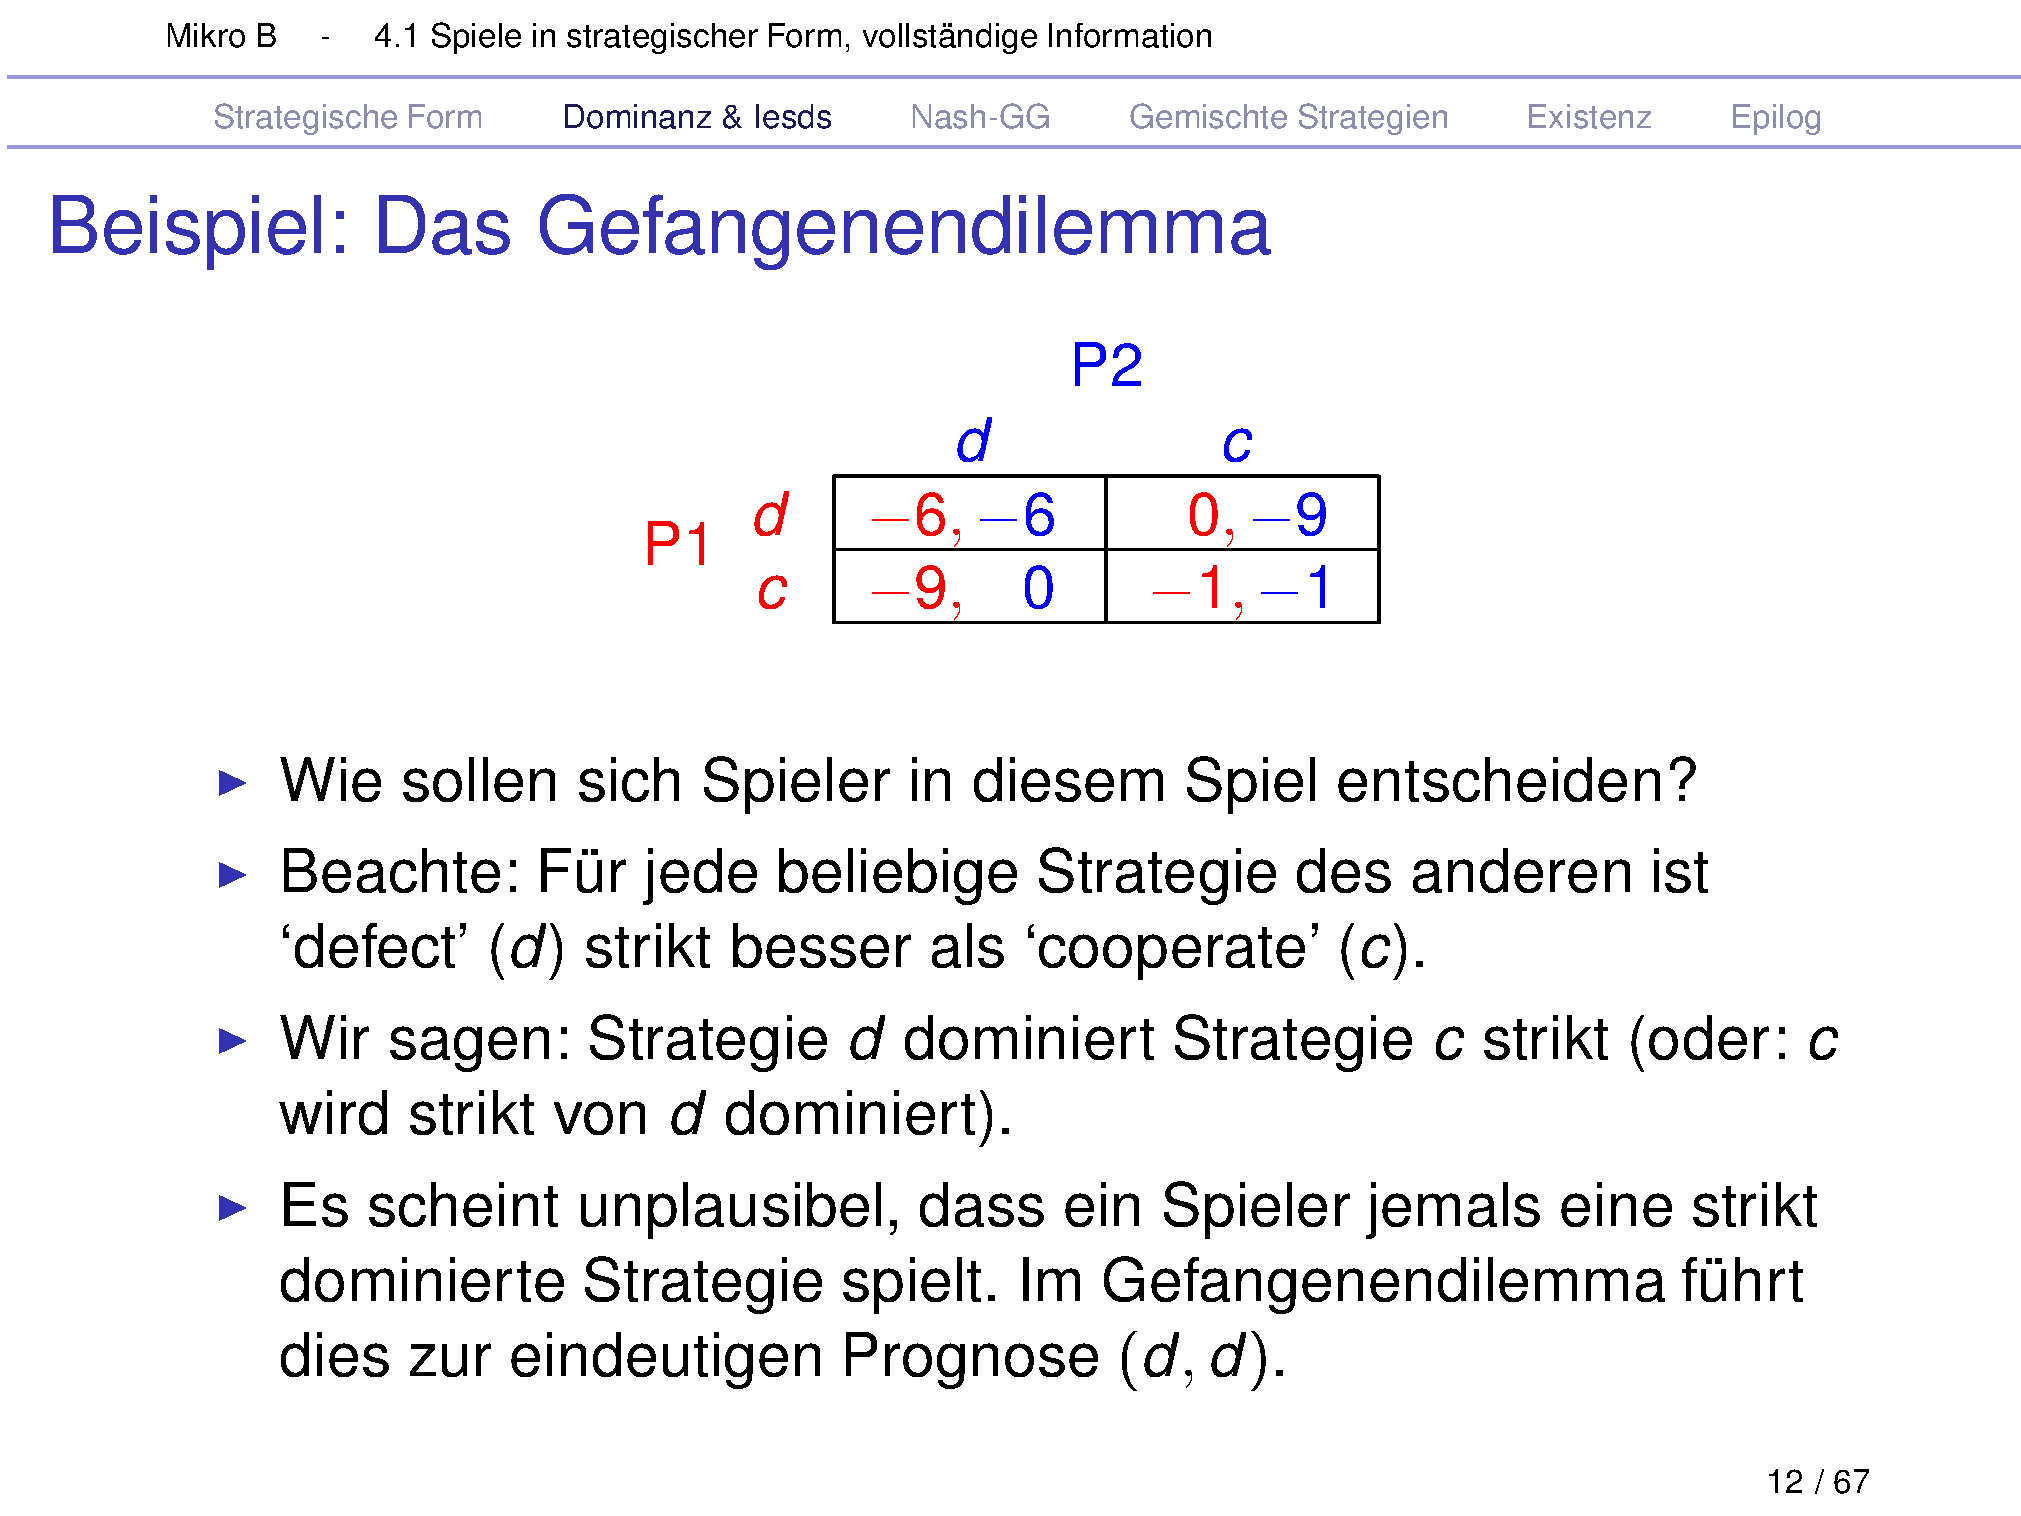 Mikro B - 4.1 Spiele in strategischer Form, vollständige Information
Strategische Form Dominanz & Iesds Nash-GG Gemischte Strategien Existenz Epilog
Beispiel: Das Gefangenendilemma
P2
d c
P1
d −6, −6 0, −9
c −9, 0 −1, −1
Wie sollen sich Spieler in diesem Spiel entscheiden?
Beachte: Für jede beliebige Strategie des anderen ist
‘defect’ (d) strikt besser als ‘cooperate’ (c).
Wir sagen: Strategie d dominiert Strategie c strikt (oder: c
wird strikt von d dominiert).
Es scheint unplausibel, dass ein Spieler jemals eine strikt
dominierte Strategie spielt. Im Gefangenendilemma führt
dies zur eindeutigen Prognose (d, d).
12 / 67